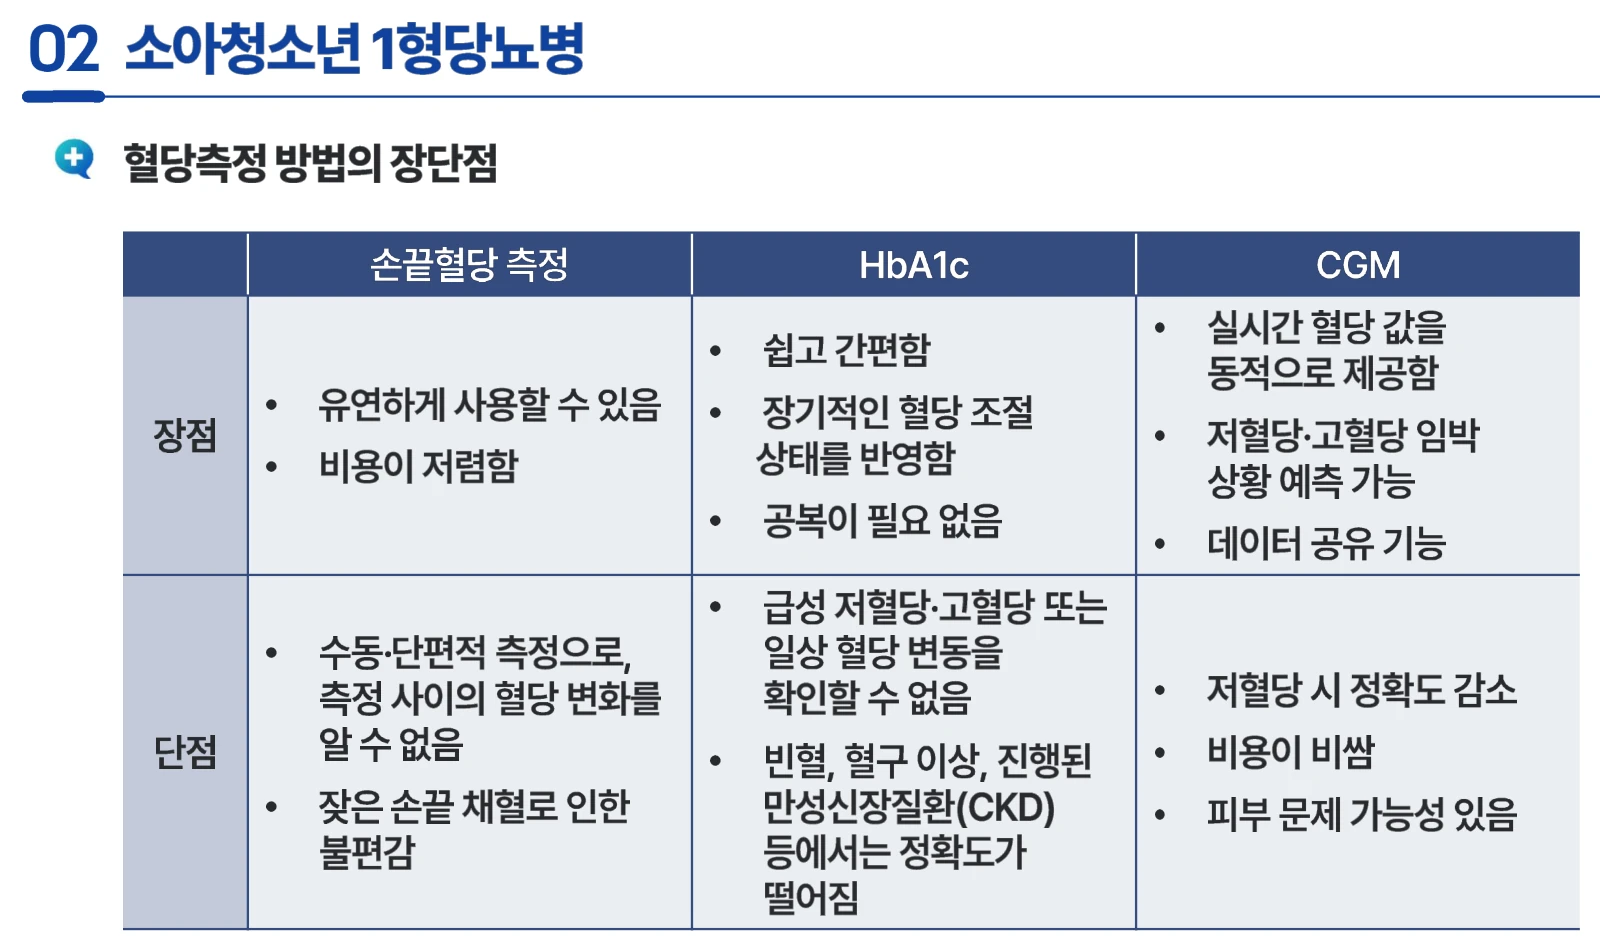 02 소아청소년 1형당뇨병
혈당측정 방법의 장단점
손끝혈당 측정
HbA1c
CGM
장점
• 유연하게 사용할 수 있음
• 비용이 저렴함
• 쉽고 간편함
• 장기적인 혈당 조절
상태를 반영함
• 공복이 필요 없음
• 실시간 혈당 값을
동적으로 제공함
• 저혈당·고혈당 임박
상황 예측 가능
• 데이터 공유 기능
단점
• 수동·단편적 측정으로,
측정 사이의 혈당 변화를
알 수 없음
• 잦은 손끝 채혈로 인한
불편감
• 급성 저혈당·고혈당 또는
일상 혈당 변동을
확인할 수 없음
• 빈혈, 혈구 이상, 진행된
만성신장질환(CKD)
등에서는 정확도가
떨어짐
• 저혈당 시 정확도 감소
• 비용이 비쌈
• 피부 문제 가능성 있음